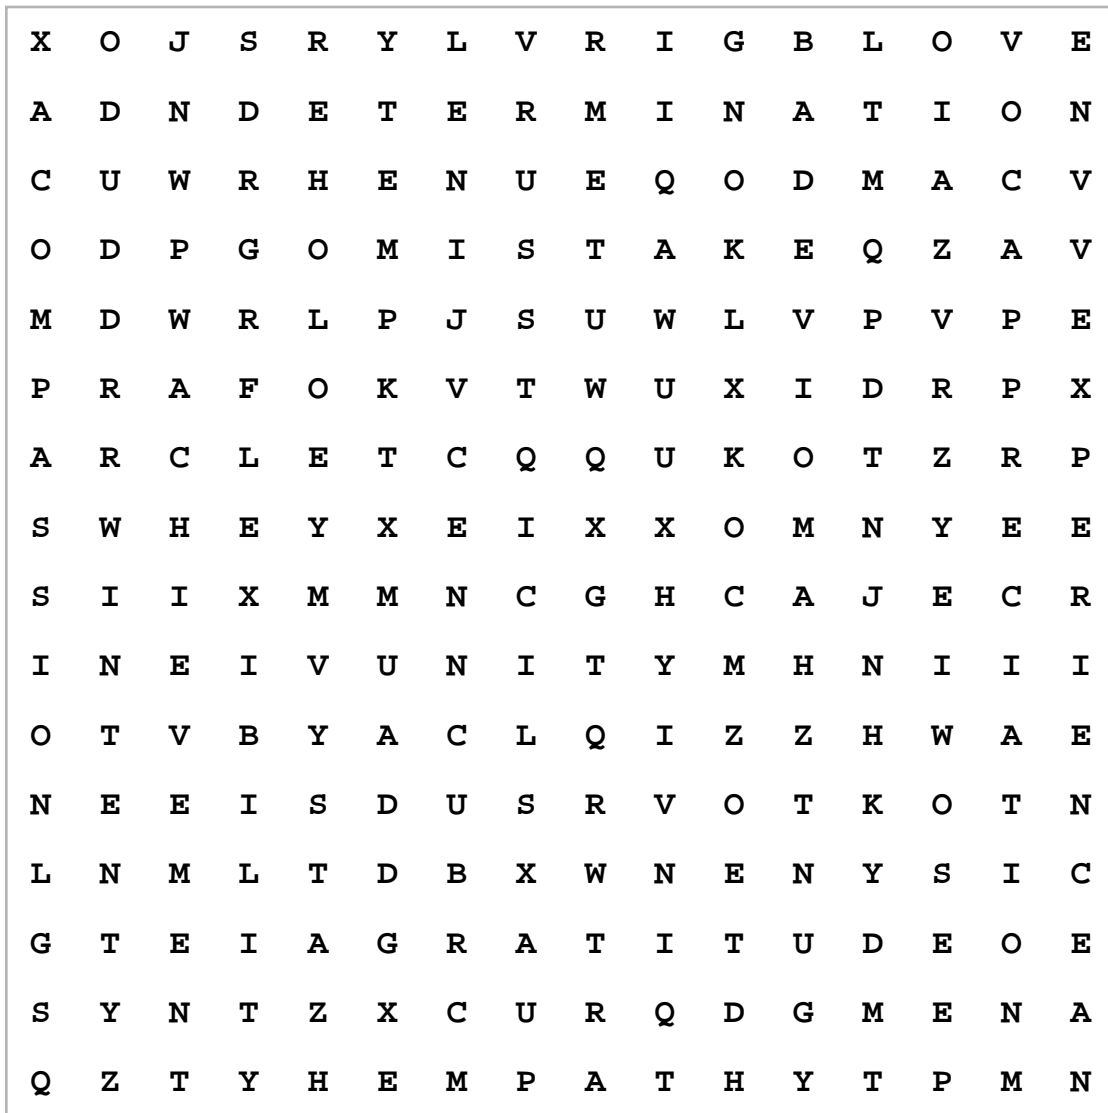 X O J S R Y L V R I G B L O V E
A D N D E T E R M I N A T I O N
C U W R H E N U E Q O D M A C V
O D P G O M I S T A K E Q Z A V
M D W R L P J S U W L V P V P E
P R A F O K V T W U X I D R P X
A R C L E T C Q Q U K O T Z R P
S W H E Y X E I X X O M N Y E E
S I I X M M N C G H C A J E C R
I N E I V U N I T Y M H N I I I
O T V B Y A C L Q I Z Z H W A E
N E E I S D U S R V O T K O T N
L N M L T D B X W N E N Y S I C
G T E I A G R A T I T U D E O E
S Y N T Z X C U R Q D G M E N A
Q Z T Y H E M P A T H Y T P M N